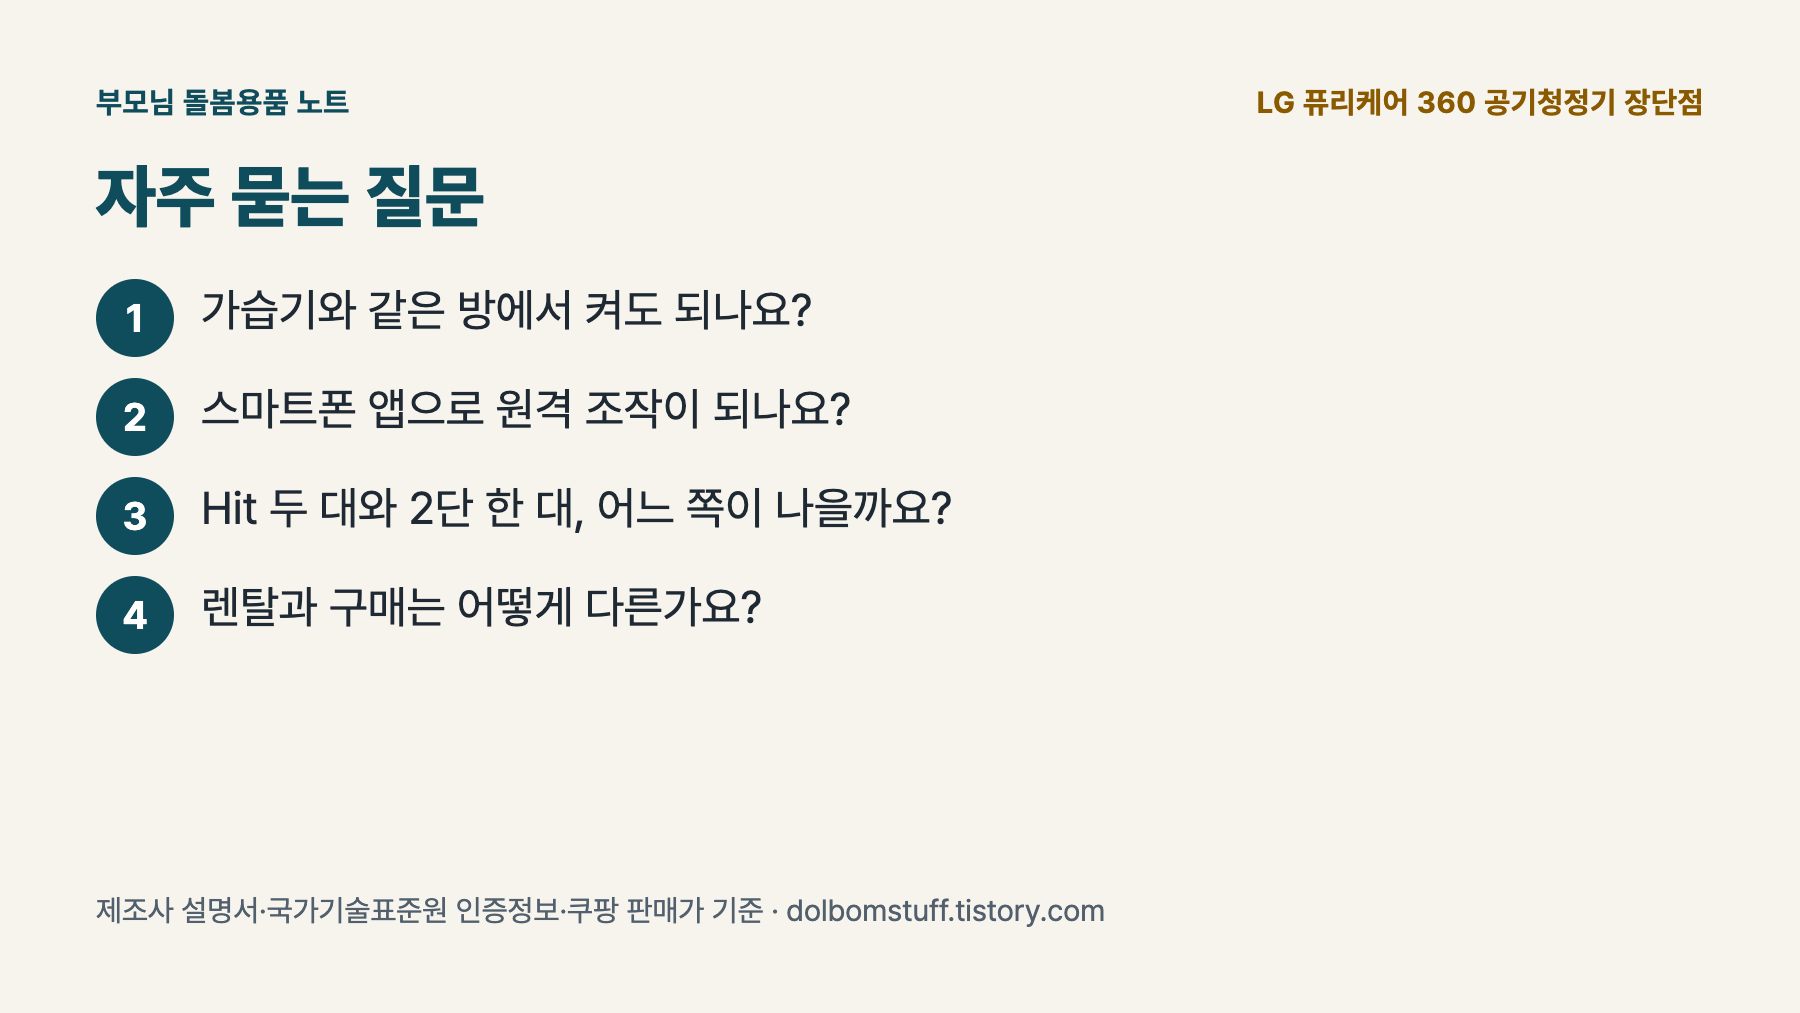 부모님 돌봄용품 노트
LG 퓨리케어 360 공기청정기 장단점
자주 묻는 질문
1 가습기와 같은 방에서 켜도 되나요?
2 스마트폰 앱으로 원격 조작이 되나요?
3 Hit 두 대와 2단 한 대, 어느 쪽이 나을까요?
4 렌탈과 구매는 어떻게 다른가요?
제조사 설명서·국가기술표준원 인증정보·쿠팡 판매가 기준 · dolbomstuff.tistory.com